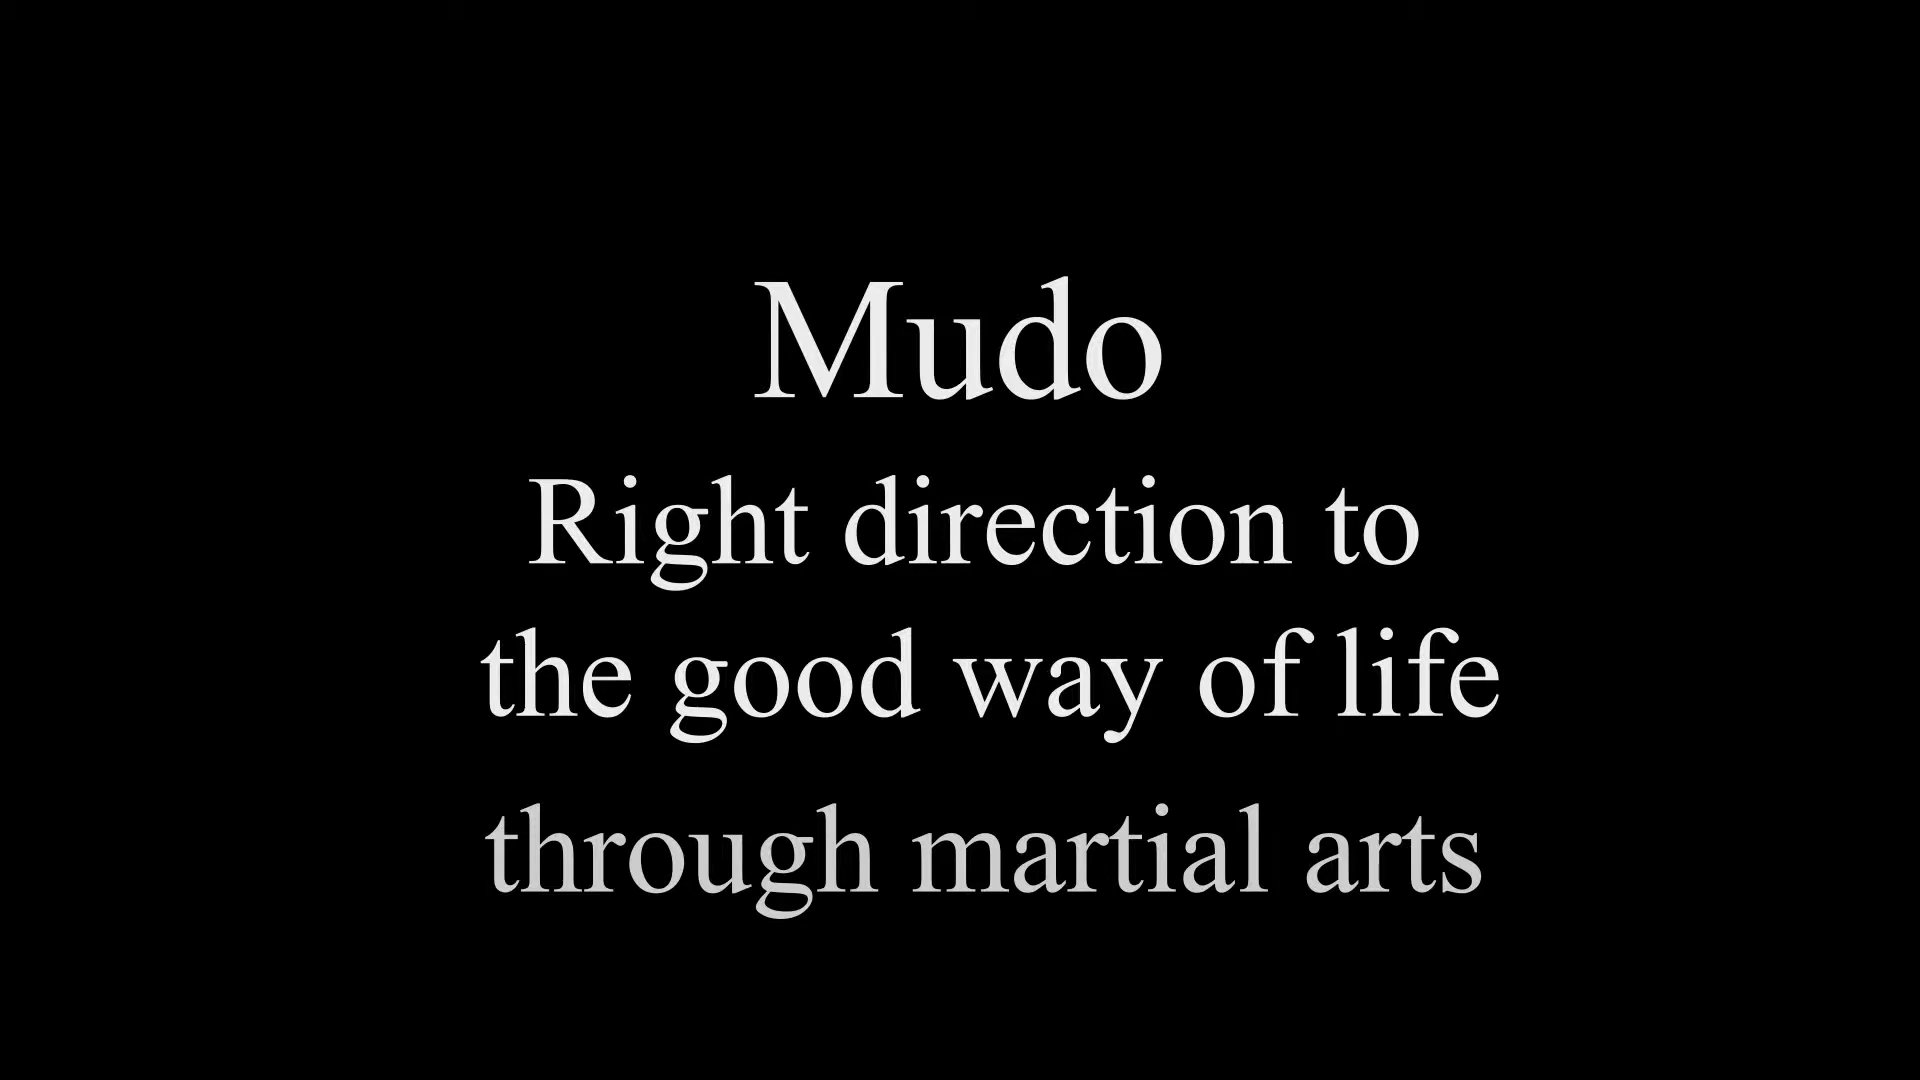 Mudo
Right direction to
the good way of life
through martial arts